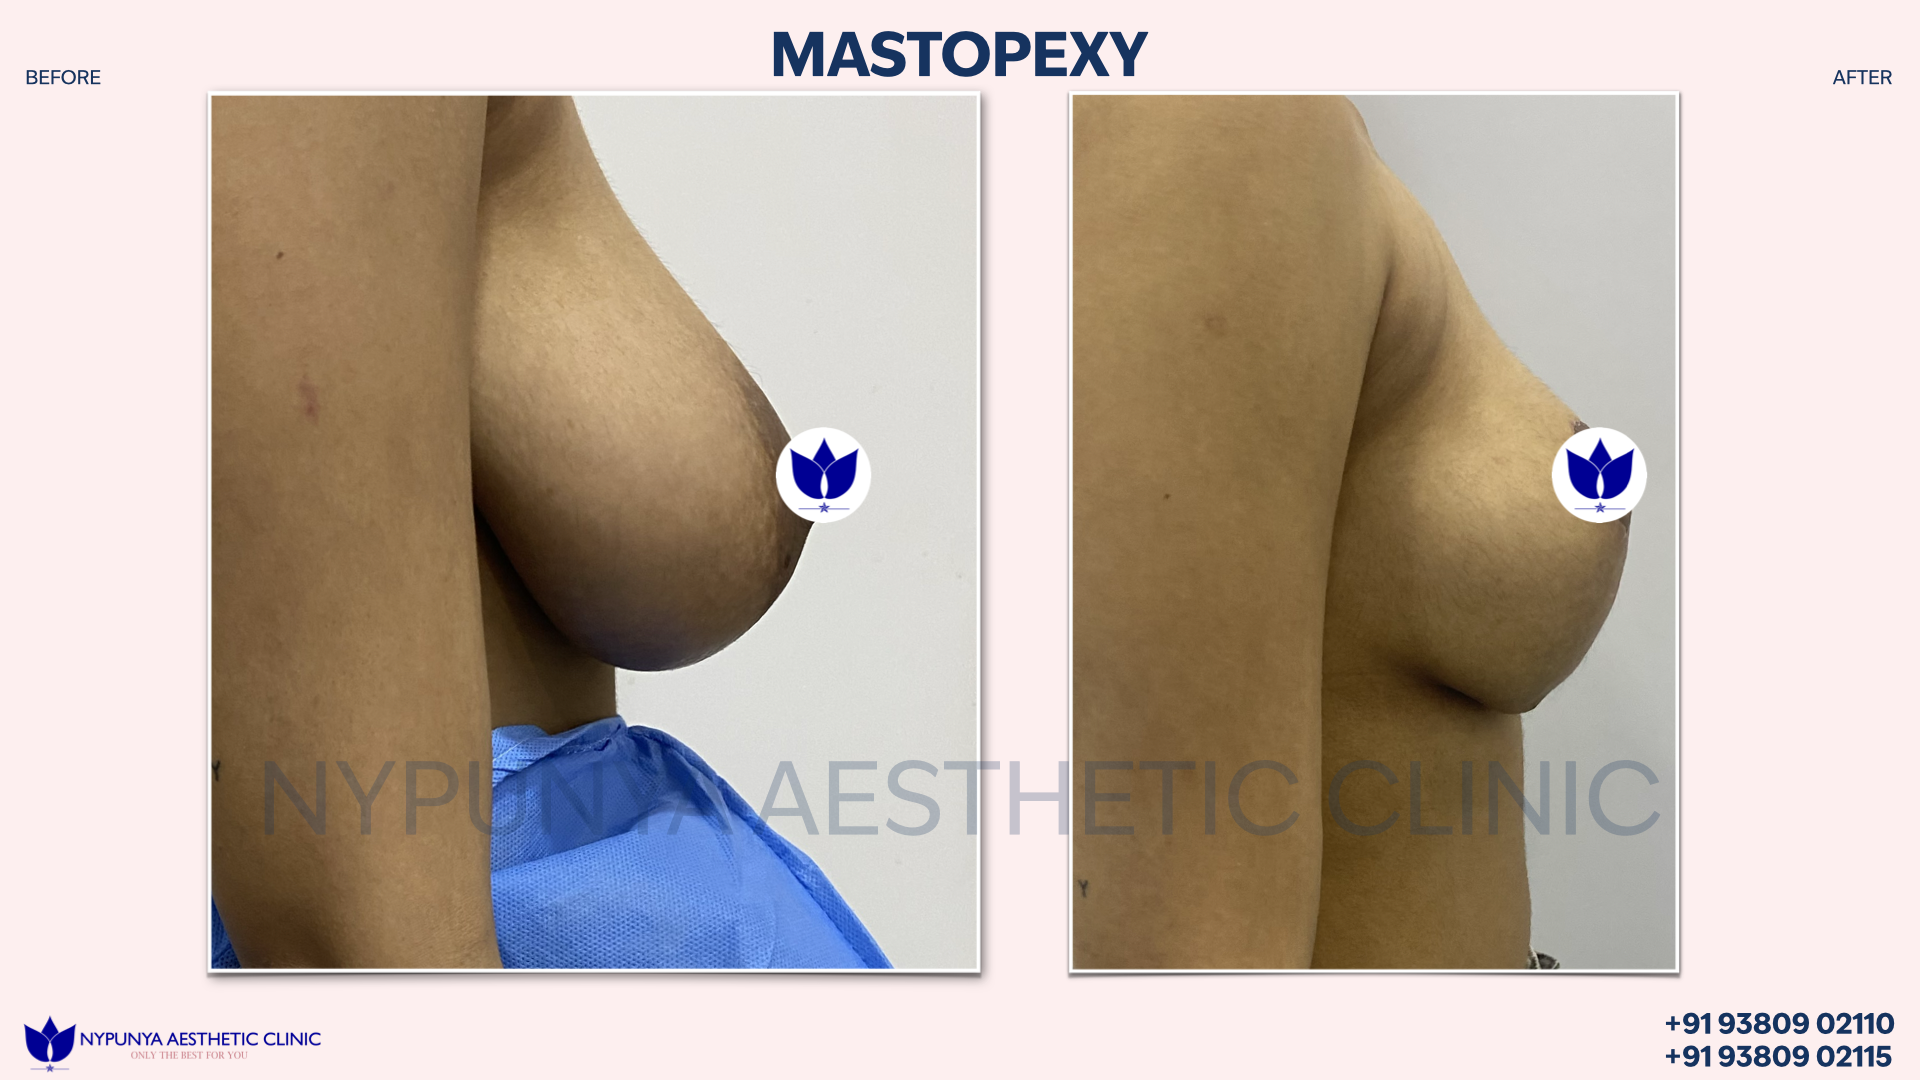 MASTOPEXY
BEFORE
AFTER
NYPUNYA AESTHETIC CLINIC
NYPUNYA AESTHETIC CLINIC
ONLY THE BEST FOR YOU
+91 93809 02110
+91 93809 02115